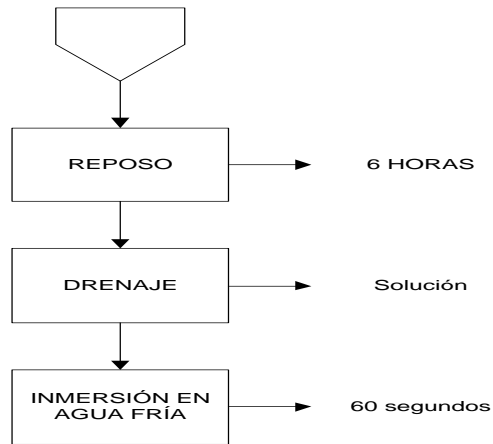 REPOSO
6 HORAS
DRENAJE
Solución
INMERSIÓN EN
AGUA FRÍA
60 segundos